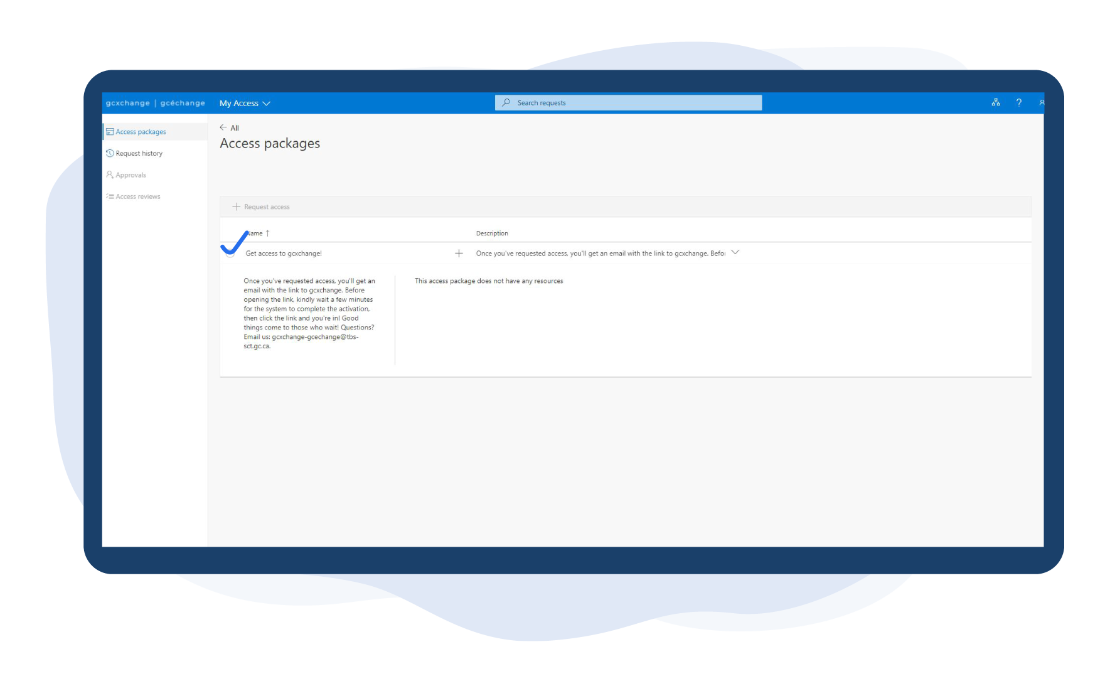 gcxchange | gcéchange My Access Search requests ?
Access packages
Request history
Approvals
Access reviews
← All
Access packages
+ Request access
Name ↑ Description
Get access to gcxchange! + Once you've requested access, you'll get an email with the link to gcxchange. Befo
Once you've requested access, you'll get an
email with the link to gcxchange. Before
opening the link, kindly wait a few minutes
for the system to complete the activation,
then click the link and you're in! Good
things come to those who wait! Questions?
Email us: gcxchange-gcechange@tbs-
sct.gc.ca.
This access package does not have any resources